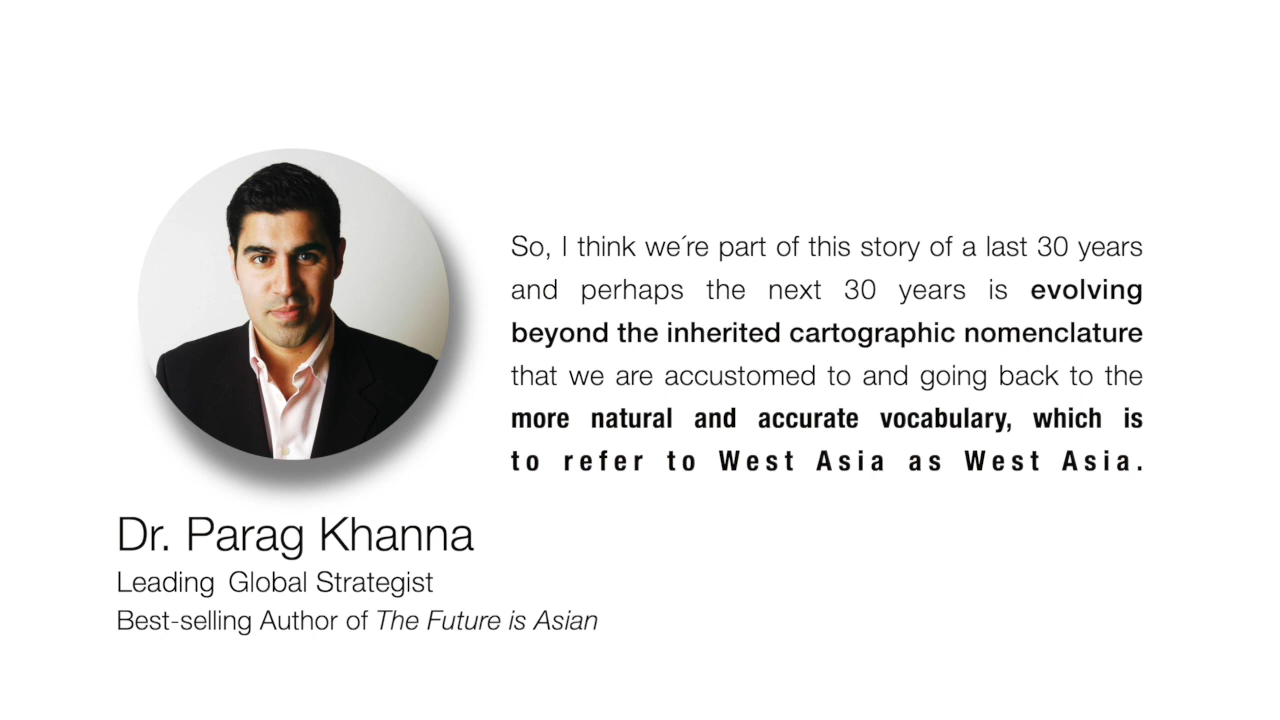 So, I think we´re part of this story of a last 30 years
and perhaps the next 30 years is evolving
beyond the inherited cartographic nomenclature
that we are accustomed to and going back to the
more natural and accurate vocabulary, which is
to refer to West Asia as West Asia.
Dr. Parag Khanna
Leading Global Strategist
Best-selling Author of The Future is Asian